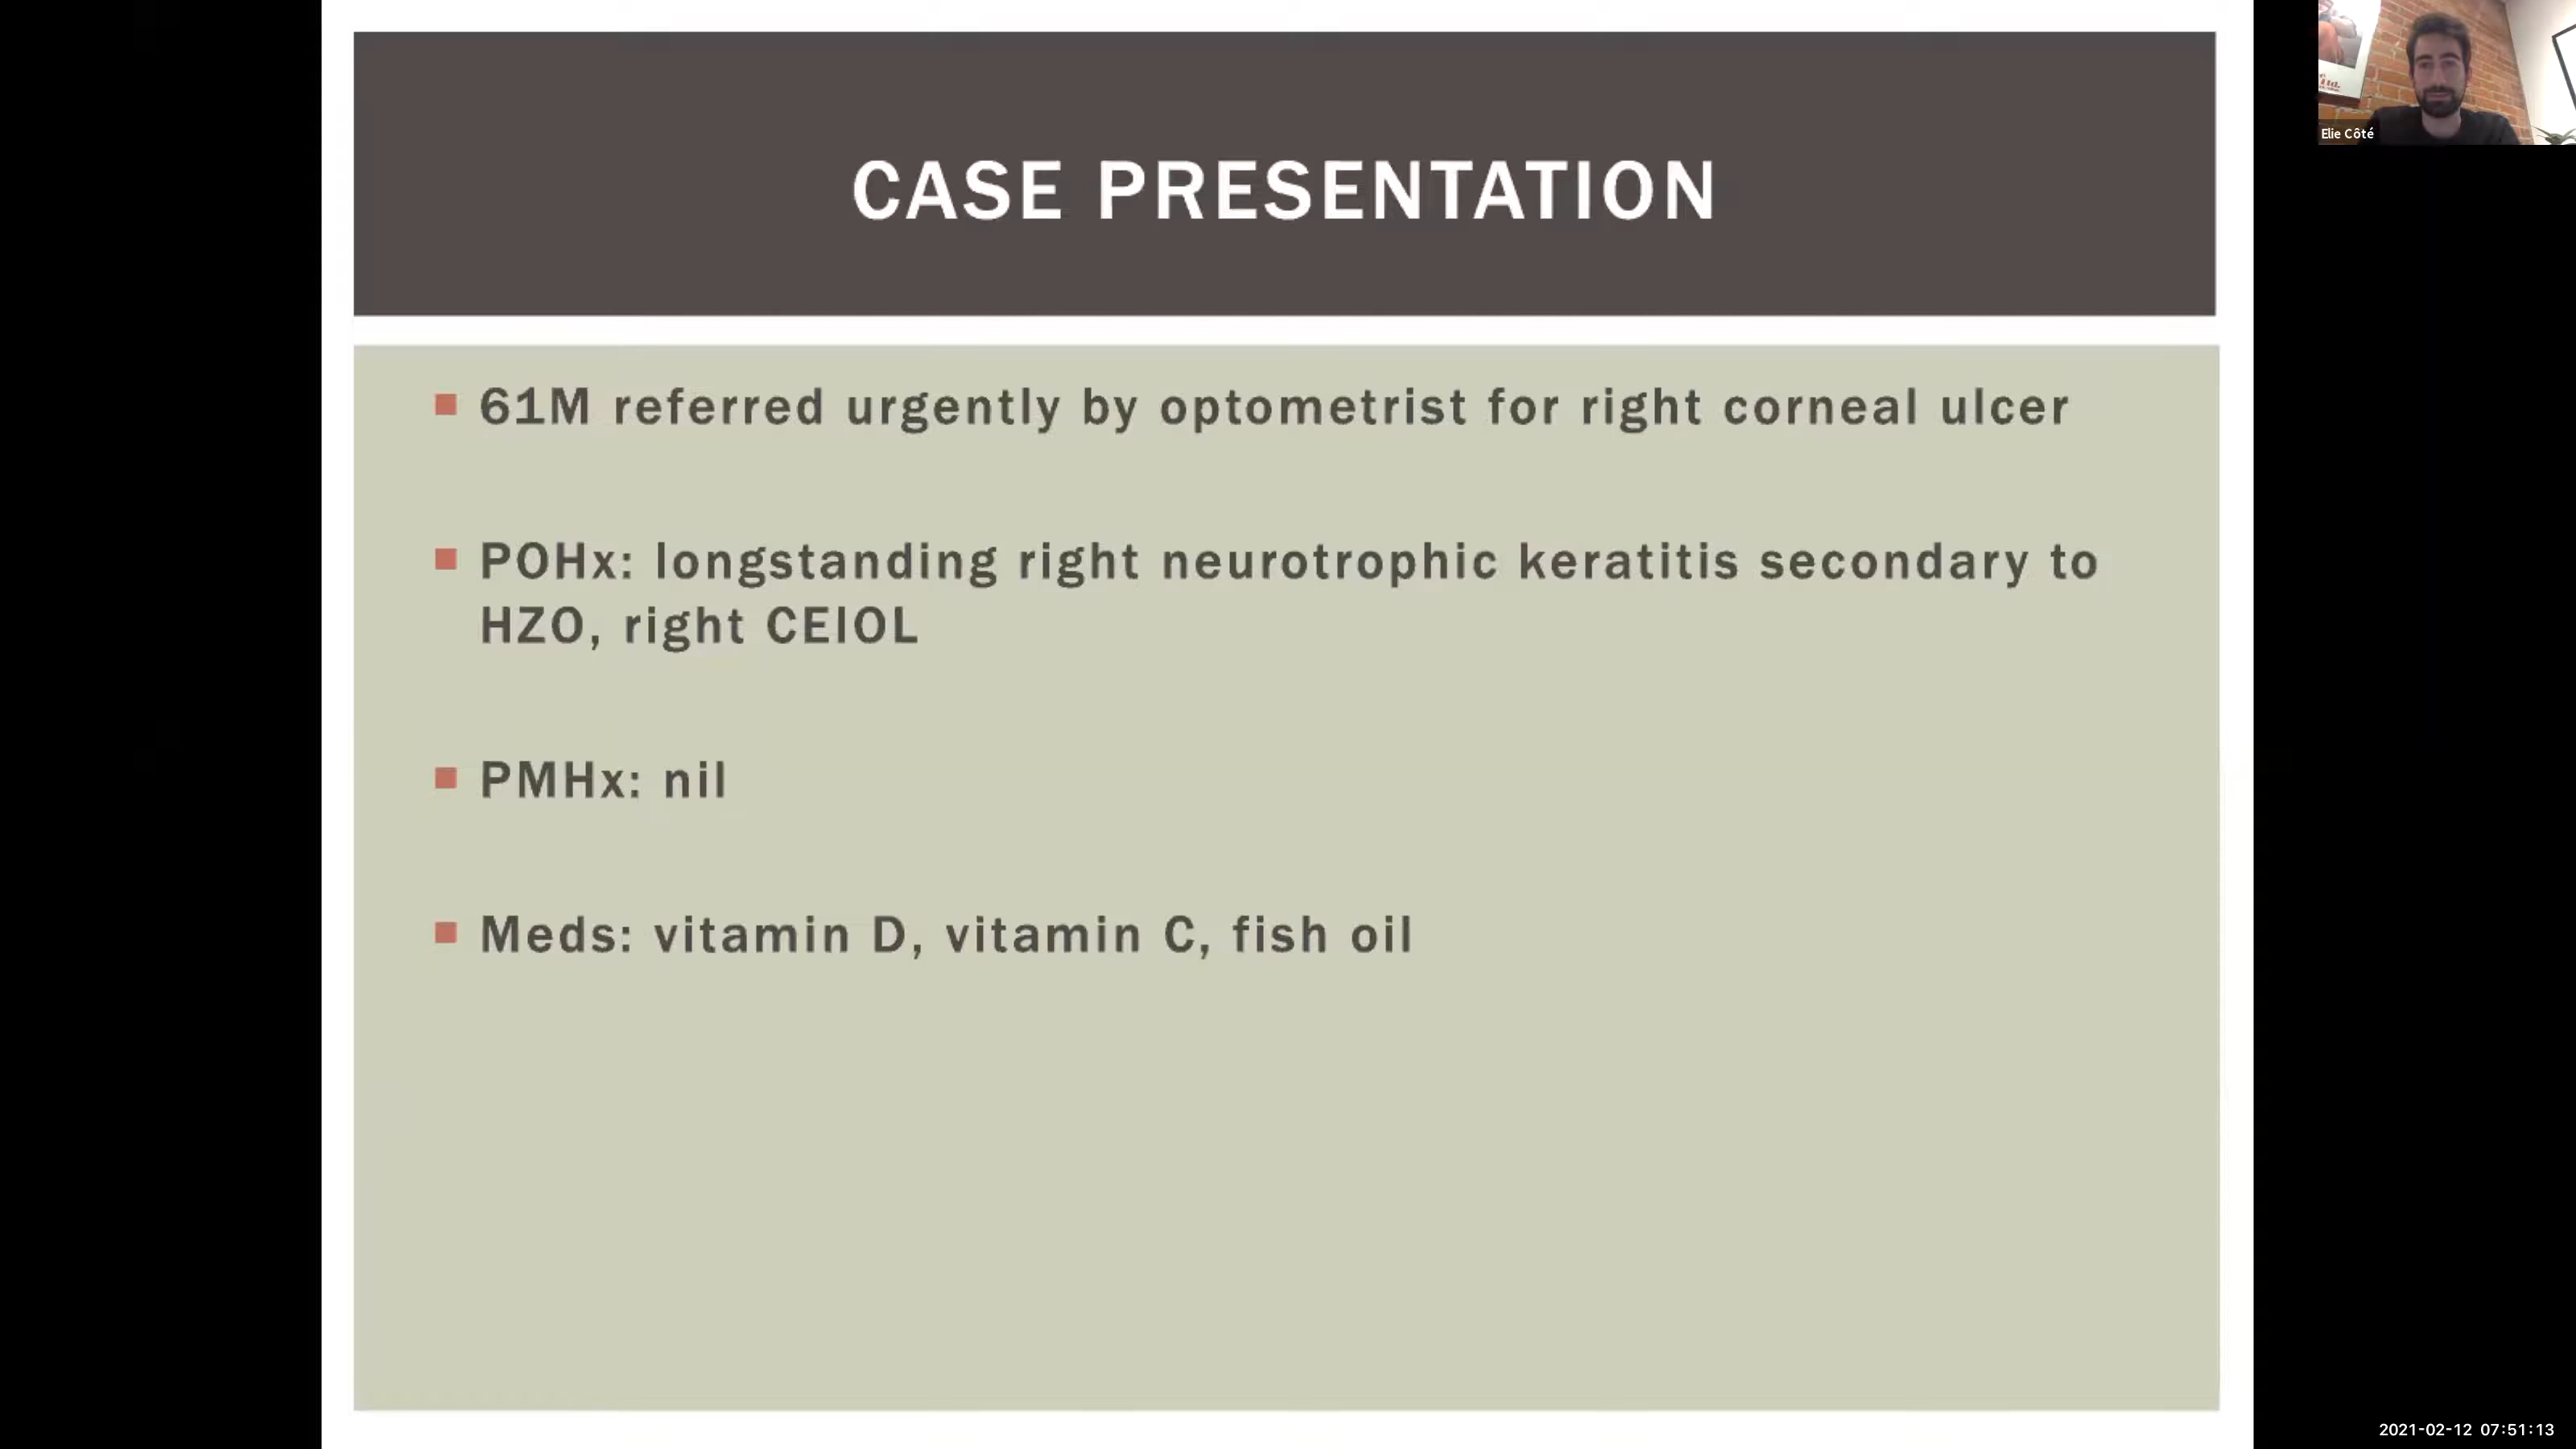 CASE PRESENTATION
61M referred urgently by optometrist for right corneal ulcer
POHx: longstanding right neurotrophic keratitis secondary to
HZO, right CEIOL
PMHx: nil
Meds: vitamin D, vitamin C, fish oil
Elie Côté
2021-02-12 07:51:13